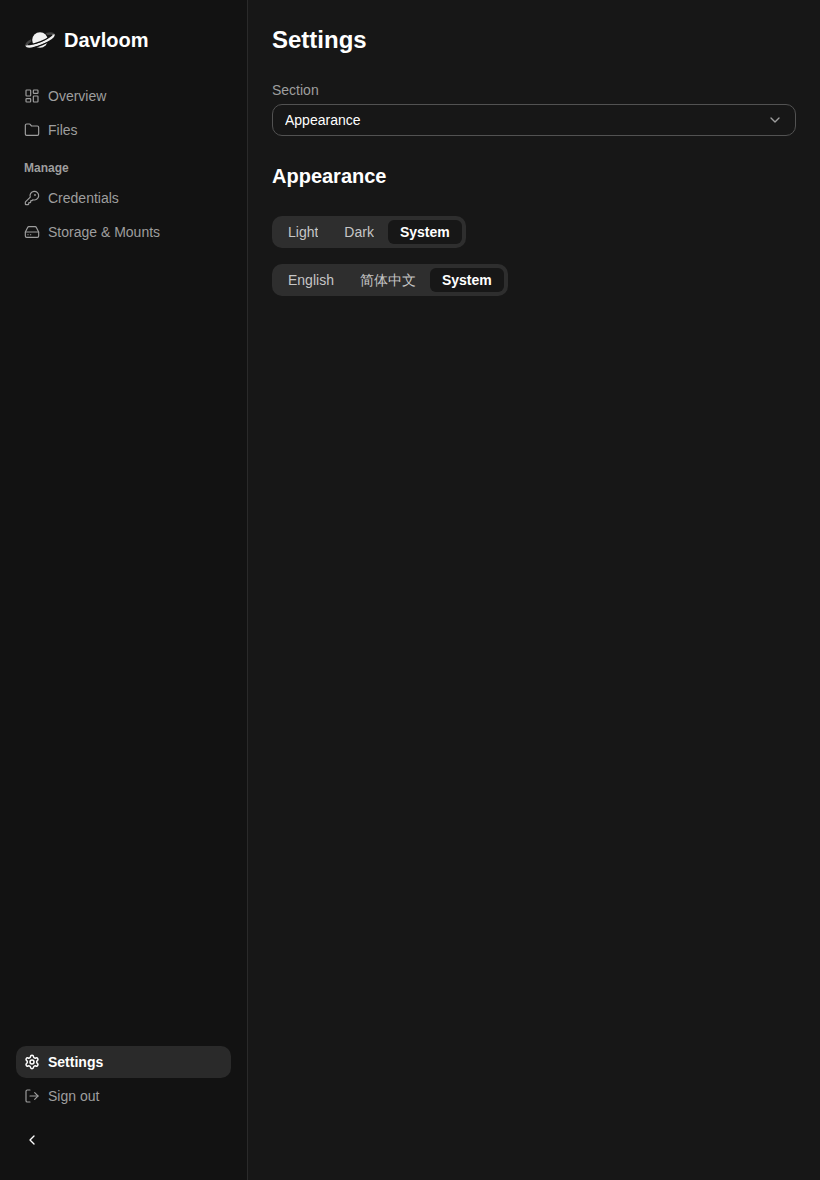 Davloom
Overview
Files
Manage
Credentials
Storage & Mounts
Settings
Sign out
Settings
Section
Appearance
Appearance
Light Dark System
English 简体中文 System